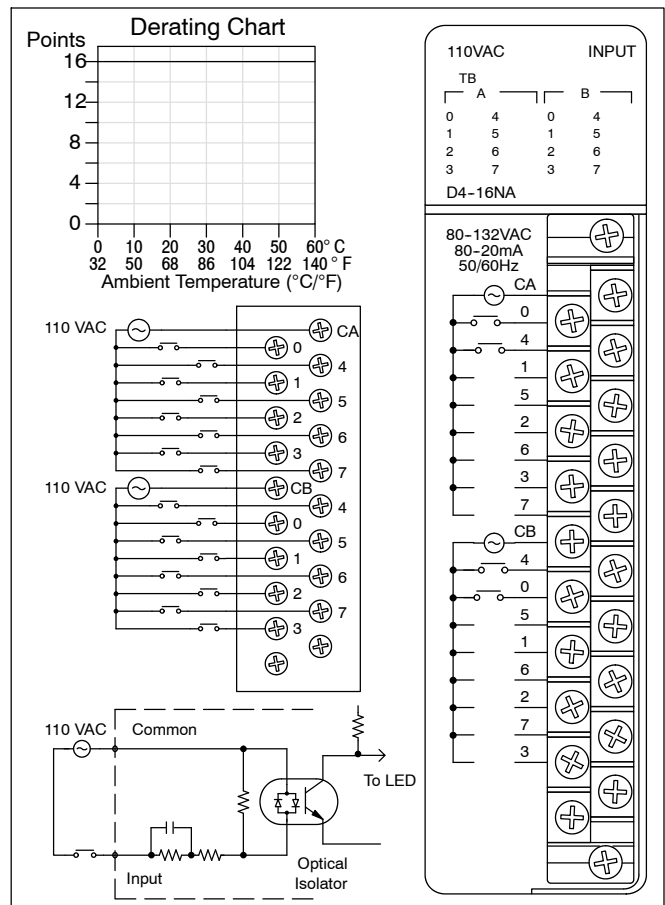 Derating Chart
Points
16
12
8
4
0
0 10 20 30 40 50 60°C
32 50 68 86 104 122 140°F
Ambient Temperature (°C/°F)
110 VAC
CA
0
4
1
5
2
6
3
7
110 VAC
CB
4
0
5
1
6
2
7
3
110 VAC
Common
To LED
Input
Optical
Isolator
110VAC INPUT
TB
A B
0 4 0 4
1 5 1 5
2 6 2 6
3 7 3 7
D4-16NA
80-132VAC
80-20mA
50/60Hz
CA
0
4
1
5
2
6
3
7
CB
4
0
5
1
6
2
7
3